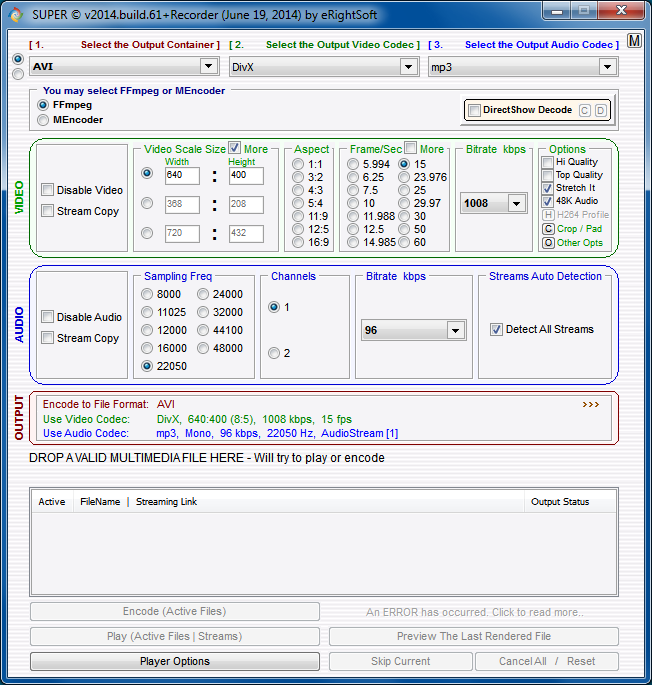 SUPER © v2014.build.61+Recorder (June 19, 2014) by eRightSoft
M
[ 1. Select the Output Container ] [ 2. Select the Output Video Codec ] [ 3. Select the Output Audio Codec ]
AVI DivX mp3
You may select FFmpeg or MEncoder
FFmpeg
MEncoder
DirectShow Decode C D
VIDEO
Disable Video
Stream Copy
Video Scale Size More
Width Height
640 : 400
368 : 208
720 : 432
Aspect
1:1
3:2
4:3
5:4
11:9
12:5
16:9
Frame/Sec More
5.994 15
6.25 23.976
7.5 25
10 29.97
11.988 30
12.5 50
14.985 60
Bitrate kbps
1008
Options
Hi Quality
Top Quality
Stretch It
48K Audio
H H264 Profile
C Crop / Pad
O Other Opts
AUDIO
Disable Audio
Stream Copy
Sampling Freq
8000 24000
11025 32000
12000 44100
16000 48000
22050
Channels
1
2
Bitrate kbps
96
Streams Auto Detection
Detect All Streams
OUTPUT
Encode to File Format: AVI >>>
Use Video Codec: DivX, 640:400 (8:5), 1008 kbps, 15 fps
Use Audio Codec: mp3, Mono, 96 kbps, 22050 Hz, AudioStream [1]
DROP A VALID MULTIMEDIA FILE HERE - Will try to play or encode
Active FileName | Streaming Link Output Status
Encode (Active Files) An ERROR has occurred. Click to read more..
Play (Active Files | Streams) Preview The Last Rendered File
Player Options Skip Current Cancel All / Reset